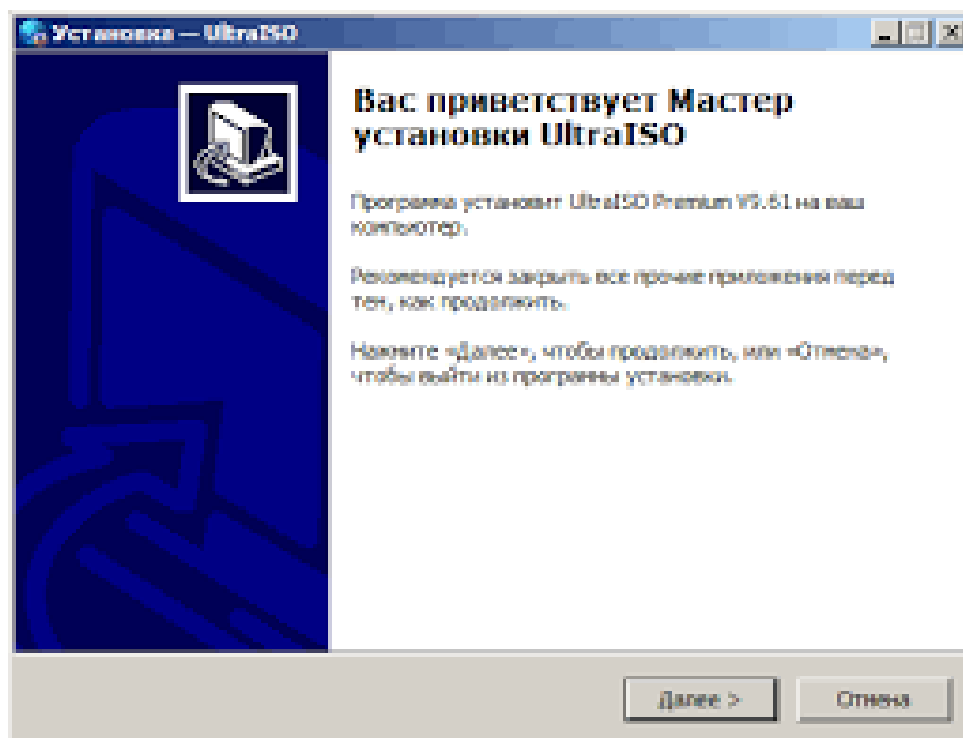 Установка — UltraISO
Вас приветствует Мастер
установки UltraISO
Программа установит UltraISO Premium V9.61 на ваш
компьютер.
Рекомендуется закрыть все прочие приложения перед
тем, как продолжить.
Нажмите «Далее», чтобы продолжить, или «Отмена»,
чтобы выйти из программы установки.
Далее >
Отмена